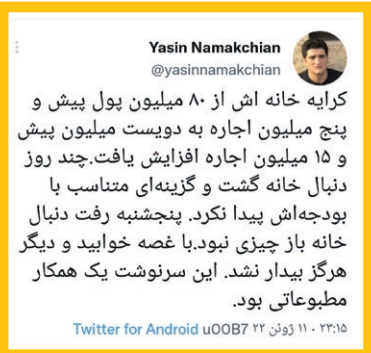 Yasin Namakchian
@yasinnamakchian
کرایه خانه اش از ۸۰ میلیون پول پیش و
پنج میلیون اجاره به دویست میلیون پیش
و ۱۵ میلیون اجاره افزایش یافت.چند روز
دنبال خانه گشت و گزینه‌ای متناسب با
بودجه‌اش پیدا نکرد. پنجشنبه رفت دنبال
خانه باز چیزی نبود.با غصه خوابید و دیگر
هرگز بیدار نشد. این سرنوشت یک همکار
مطبوعاتی بود.
۲۳:۱۵ · ۱۱ ژوئن ۲۲ u00B7 Twitter for Android